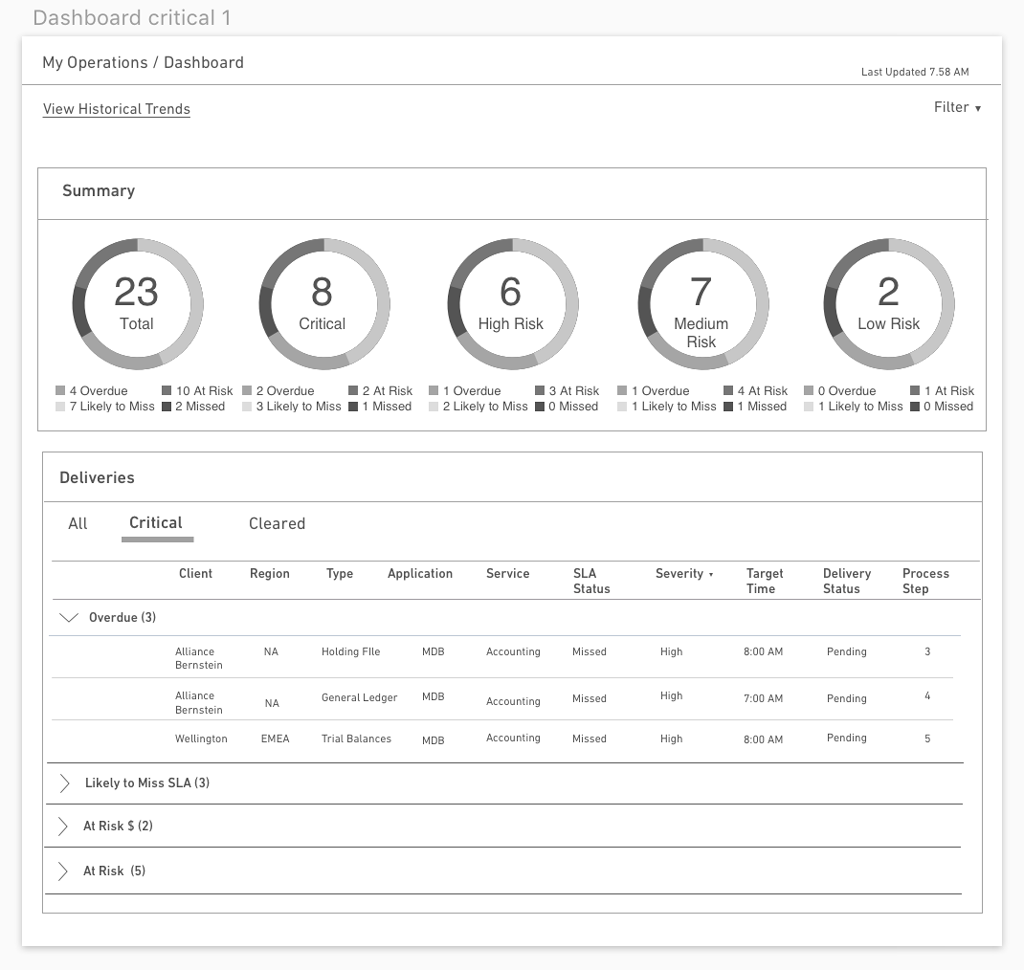 Dashboard critical 1
My Operations / Dashboard
Last Updated 7.58 AM
View Historical Trends
Filter ▾
Summary
23
Total
4 Overdue
10 At Risk
7 Likely to Miss
2 Missed
8
Critical
2 Overdue
2 At Risk
3 Likely to Miss
1 Missed
6
High Risk
1 Overdue
3 At Risk
2 Likely to Miss
0 Missed
7
Medium
Risk
1 Overdue
4 At Risk
1 Likely to Miss
1 Missed
2
Low Risk
0 Overdue
1 At Risk
1 Likely to Miss
0 Missed
Deliveries
All Critical Cleared
Client Region Type Application Service SLA Severity ▾ Target Delivery Process
Status Time Status Step
Overdue (3)
Alliance NA Holding FIle MDB Accounting Missed High 8:00 AM Pending 3
Bernstein
Alliance NA General Ledger MDB Accounting Missed High 7:00 AM Pending 4
Bernstein
Wellington EMEA Trial Balances MDB Accounting Missed High 8:00 AM Pending 5
Likely to Miss SLA (3)
At Risk $ (2)
At Risk (5)